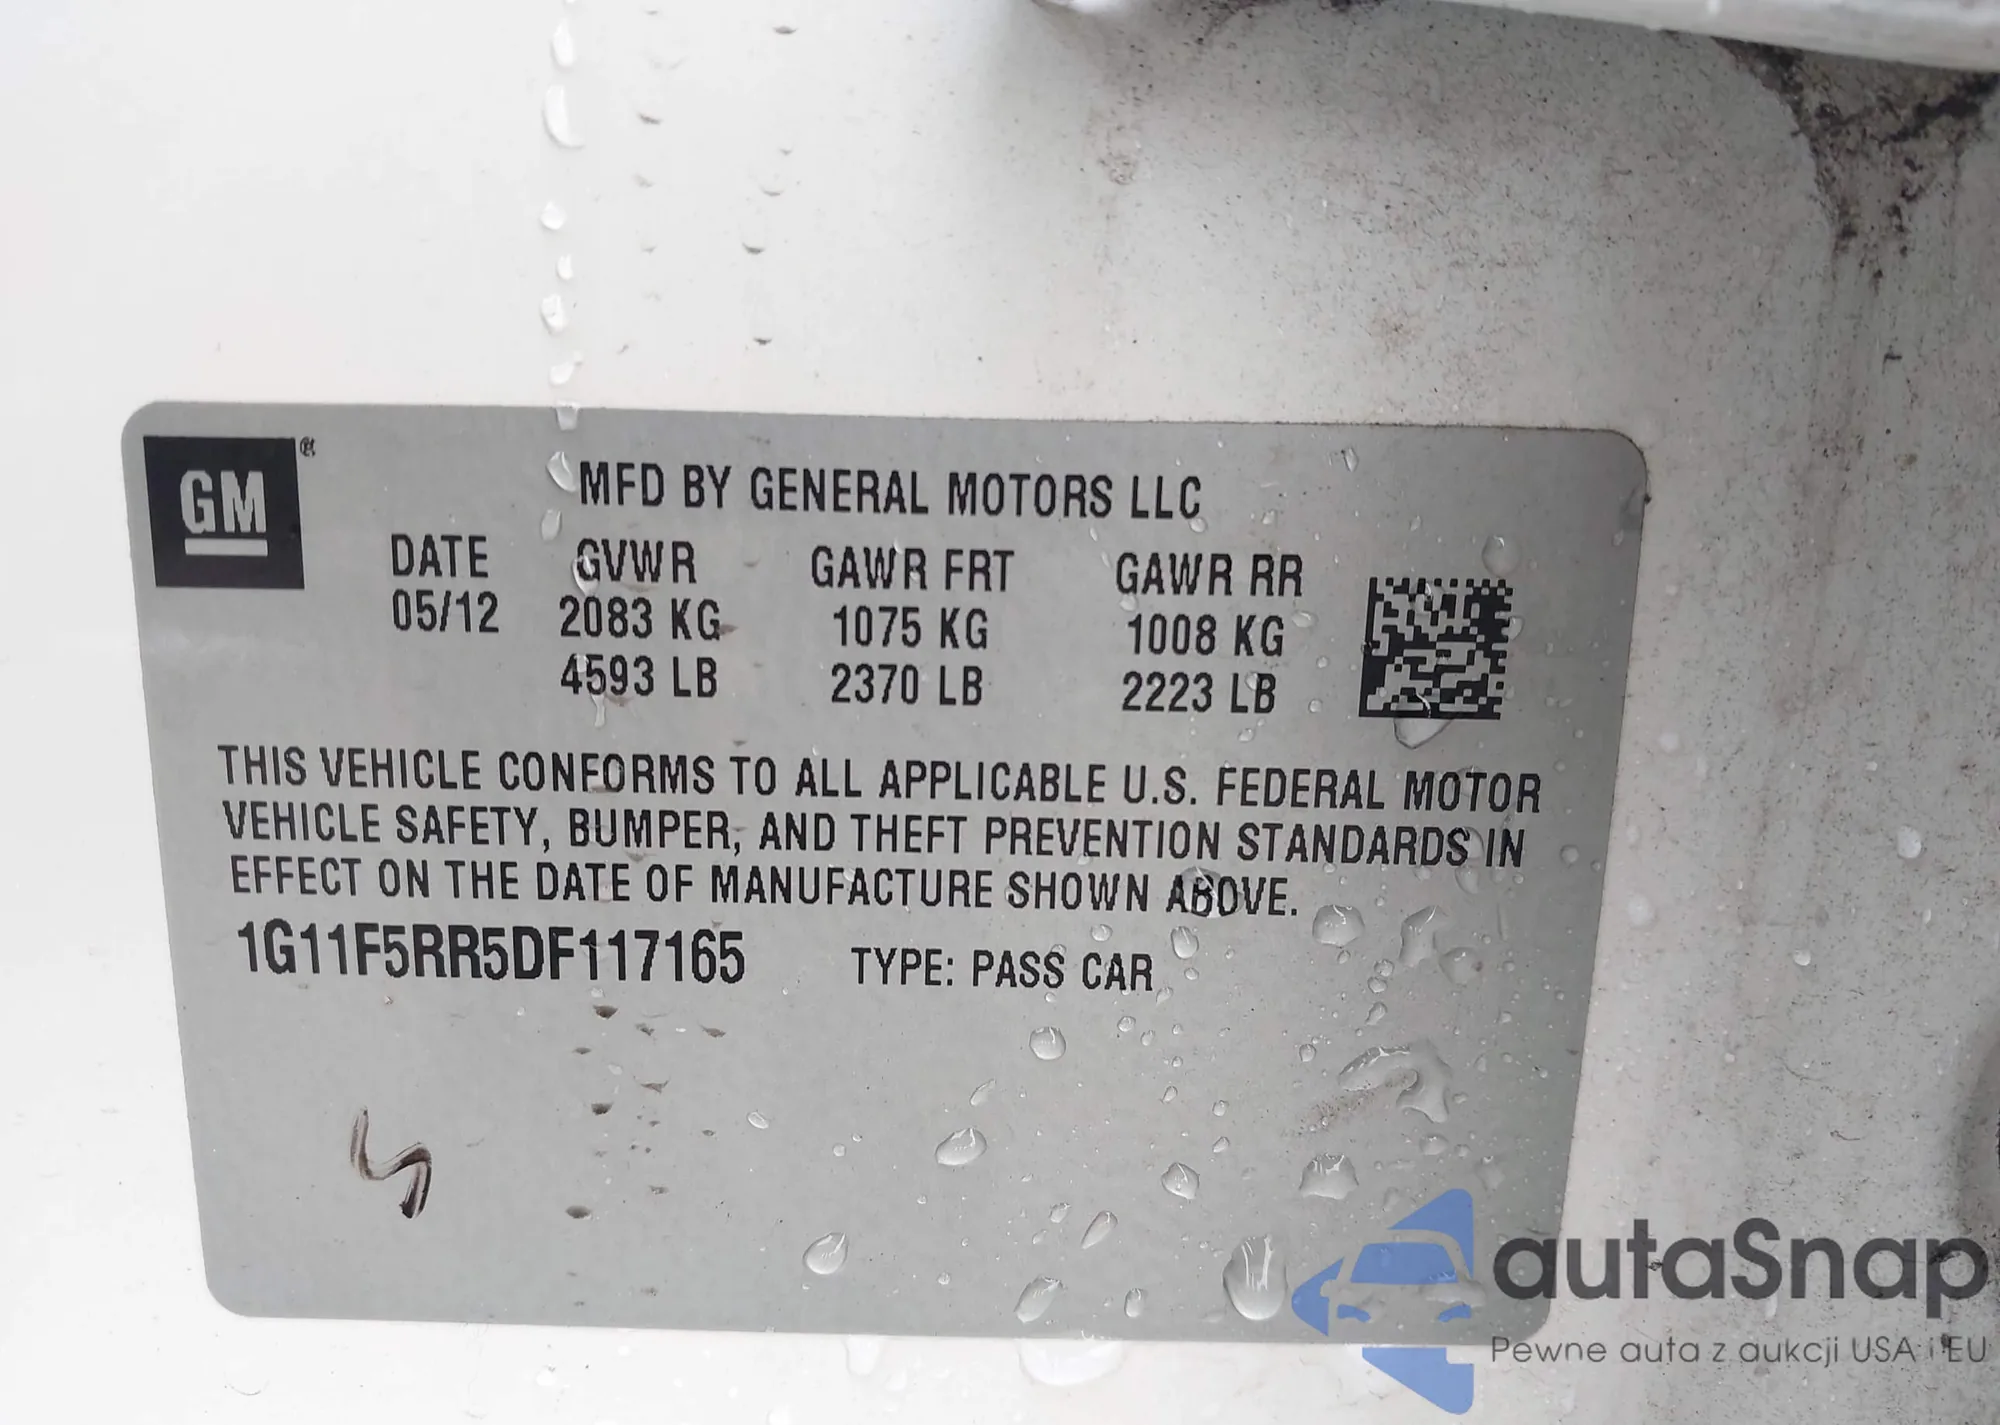 GM®
MFD BY GENERAL MOTORS LLC
DATE GVWR GAWR FRT GAWR RR
05/12 2083 KG 1075 KG 1008 KG
4593 LB 2370 LB 2223 LB
THIS VEHICLE CONFORMS TO ALL APPLICABLE U.S. FEDERAL MOTOR
VEHICLE SAFETY, BUMPER, AND THEFT PREVENTION STANDARDS IN
EFFECT ON THE DATE OF MANUFACTURE SHOWN ABOVE.
1G11F5RR5DF117165 TYPE: PASS CAR
autaSnap
Pewne auta z aukcji USA i EU